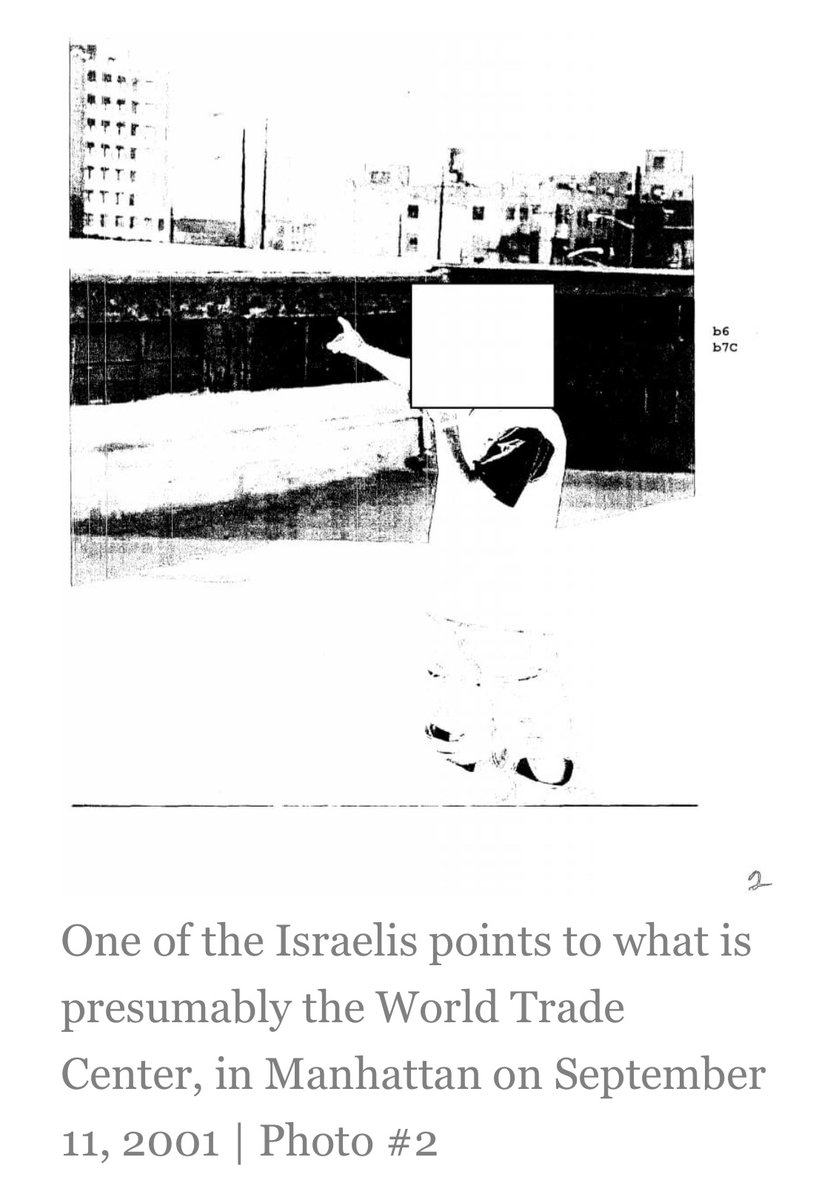 b6
b7C
2
One of the Israelis points to what is
presumably the World Trade
Center, in Manhattan on September
11, 2001 | Photo #2